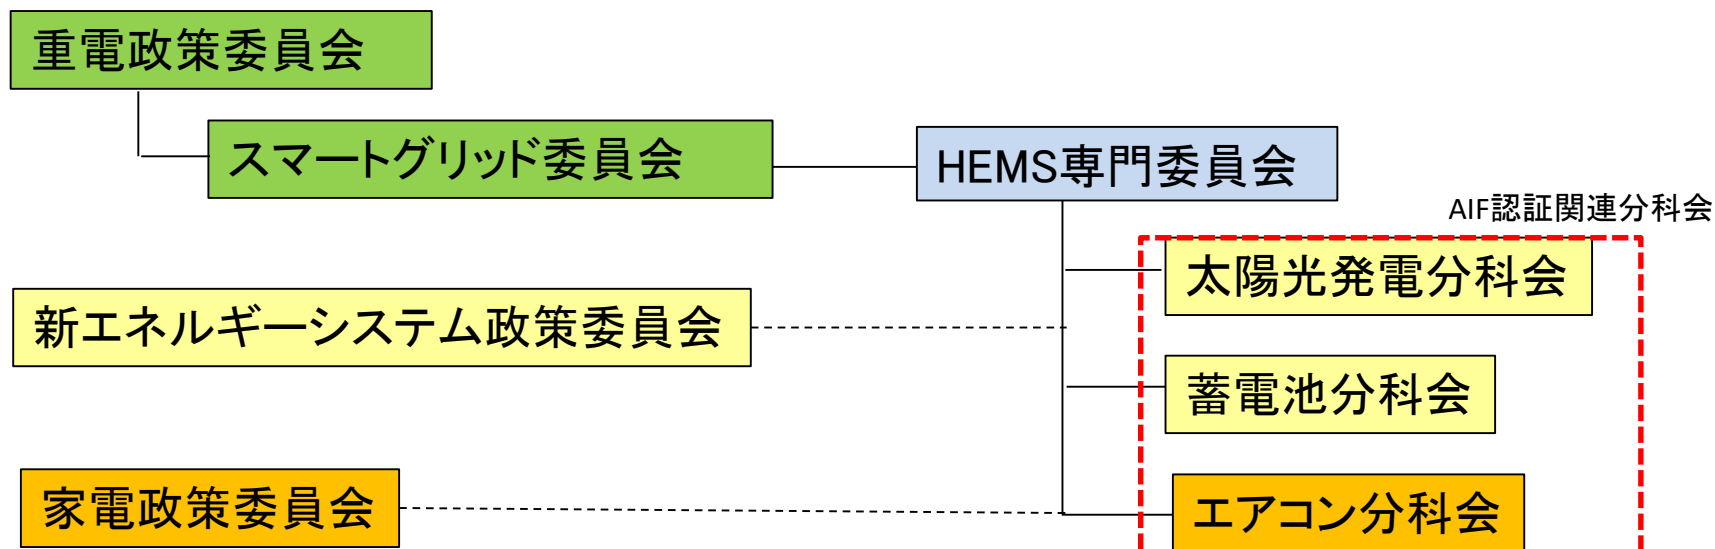 重電政策委員会
スマートグリッド委員会
HEMS専門委員会
AIF認証関連分科会
太陽光発電分科会
新エネルギーシステム政策委員会
蓄電池分科会
家電政策委員会
エアコン分科会